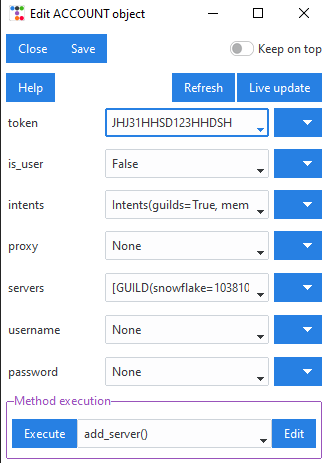 Edit ACCOUNT object
Close Save Keep on top
Help Refresh Live update
token JHJ31HHSD123HHDSH
is_user False
intents Intents(guilds=True, mem
proxy None
servers [GUILD(snowflake=103810
username None
password None
Method execution
Execute add_server() Edit